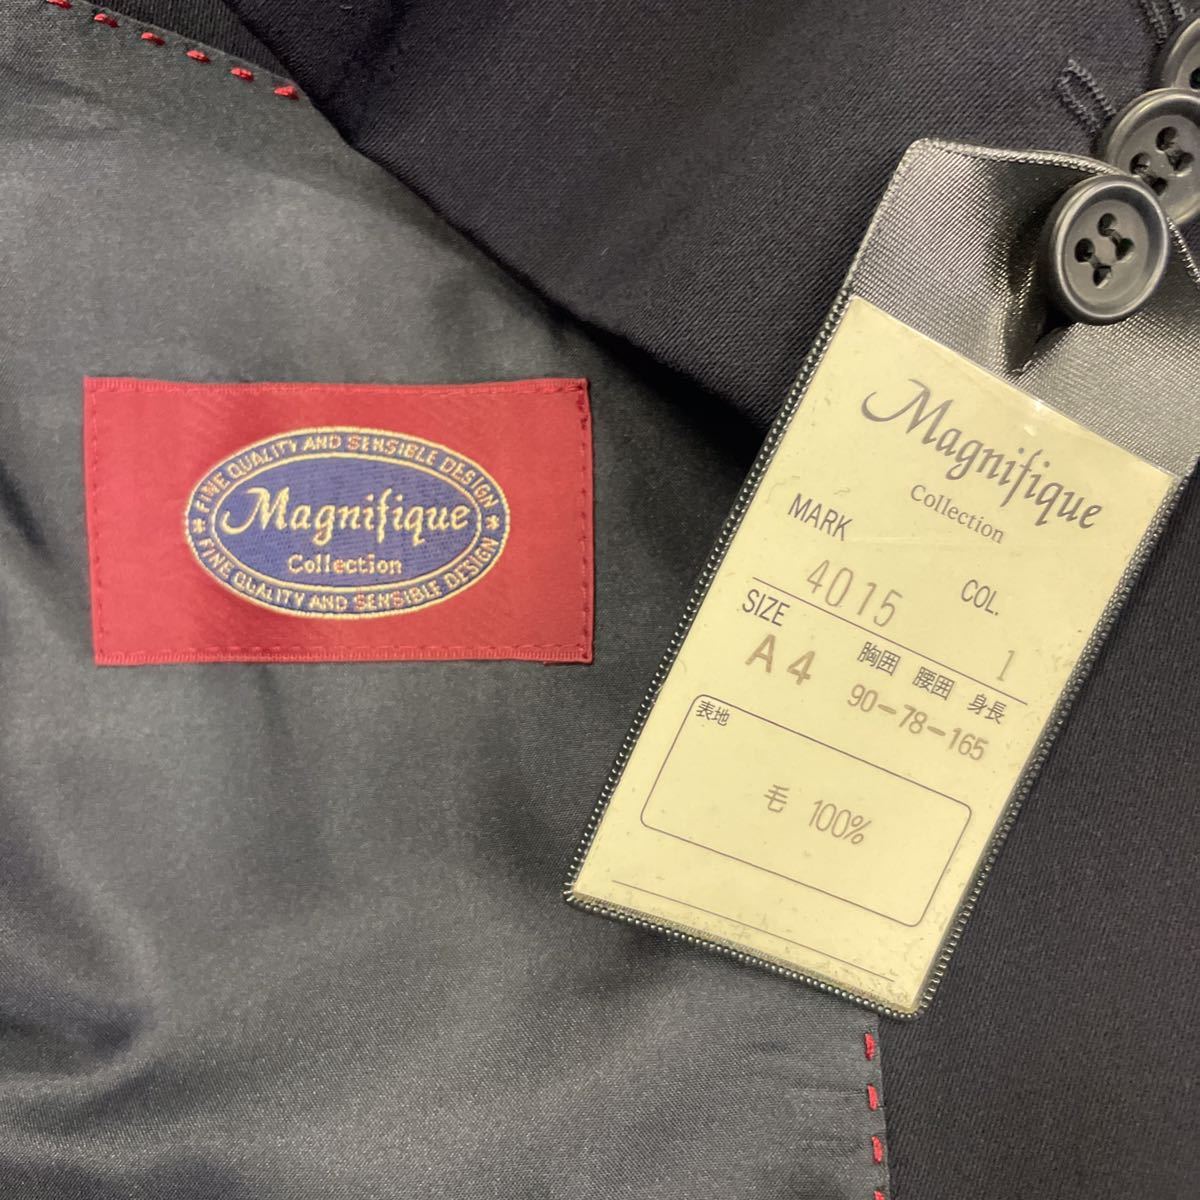 FINE QUALITY AND SENSIBLE DESIGN
Magnifique
Collection
FINE QUALITY AND SENSIBLE DESIGN
Magnifique
Collection
MARK
COL.
4015
1
SIZE
胸囲 腰囲 身長
A4
90-78-165
表地
毛 100%